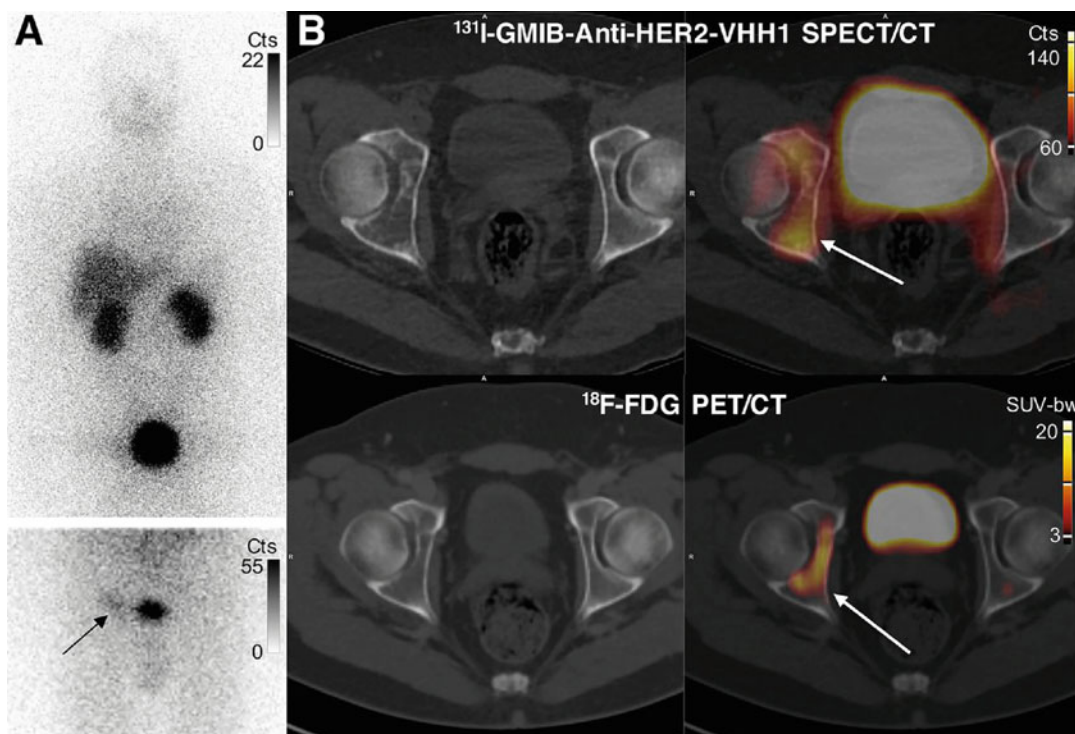 A
Cts
22
0
Cts
55
0
B
¹³¹I-GMIB-Anti-HER2-VHH1 SPECT/CT
A
A
R
R
Cts
140
60
¹⁸F-FDG PET/CT
A
A
R
R
SUV-bw
20
3